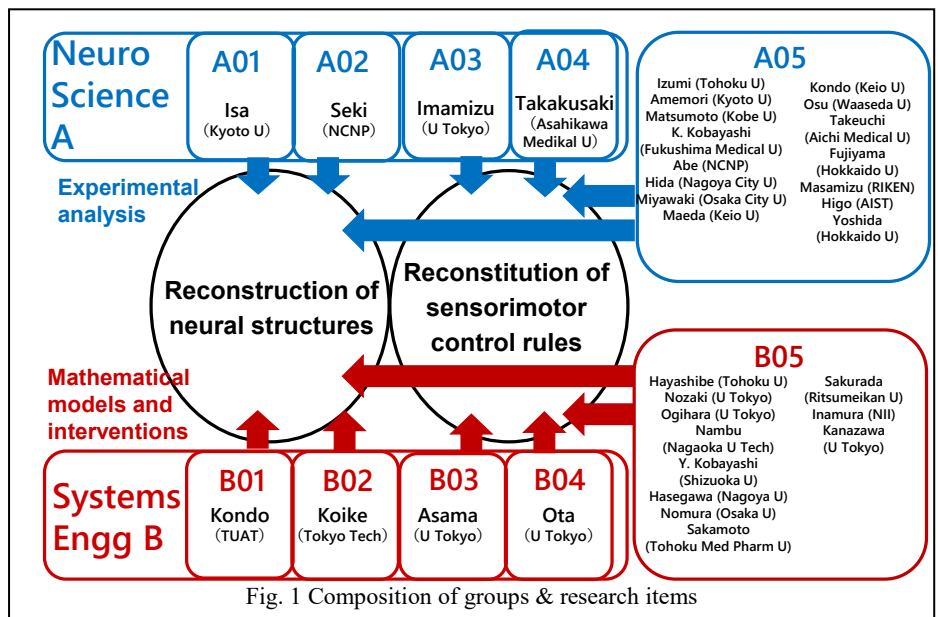 Neuro
Science
A
A01
Isa
(Kyoto U)
A02
Seki
(NCNP)
A03
Imamizu
(U Tokyo)
A04
Takakusaki
(Asahikawa
Medikal U)
A05
Izumi (Tohoku U)
Amemori (Kyoto U)
Matsumoto (Kobe U)
K. Kobayashi
(Fukushima Medical U)
Abe (NCNP)
Hida (Nagoya City U)
Miyawaki (Osaka City U)
Maeda (Keio U)
Kondo (Keio U)
Osu (Waaseda U)
Takeuchi
(Aichi Medical U)
Fujiyama
(Hokkaido U)
Masamizu (RIKEN)
Higo (AIST)
Yoshida
(Hokkaido U)
Experimental
analysis
Reconstruction of
neural structures
Reconstitution of
sensorimotor
control rules
Mathematical
models and
interventions
B05
Hayashibe (Tohoku U)
Nozaki (U Tokyo)
Ogihara (U Tokyo)
Nambu
(Nagaoka U Tech)
Y. Kobayashi
(Shizuoka U)
Hasegawa (Nagoya U)
Nomura (Osaka U)
Sakamoto
(Tohoku Med Pharm U)
Sakurada
(Ritsumeikan U)
Inamura (NII)
Kanazawa
(U Tokyo)
Systems
Engg B
B01
Kondo
(TUAT)
B02
Koike
(Tokyo Tech)
B03
Asama
(U Tokyo)
B04
Ota
(U Tokyo)
Fig. 1 Composition of groups & research items